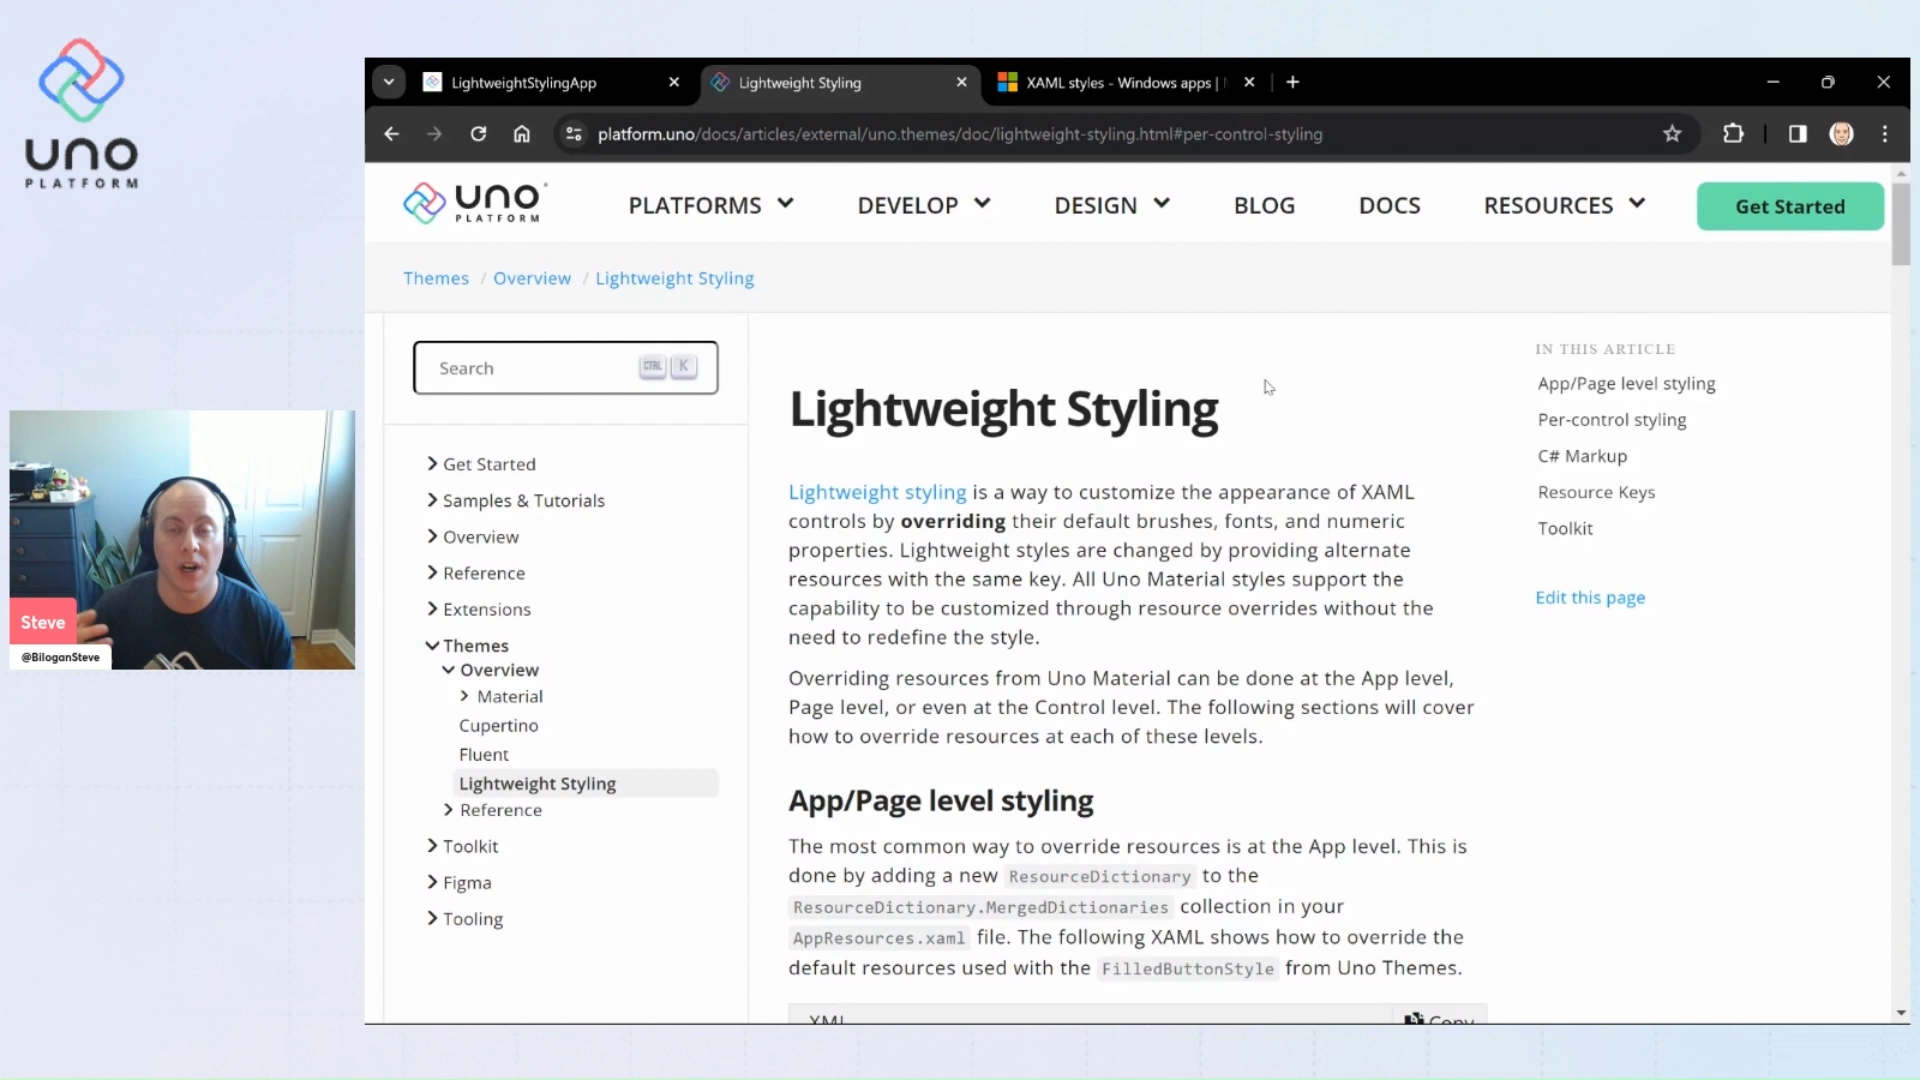 UNO
PLATFORM
LightweightStylingApp
Lightweight Styling
XAML styles - Windows apps |
platform.uno/docs/articles/external/uno.themes/doc/lightweight-styling.html#per-control-styling
UNO
PLATFORM
PLATFORMS
DEVELOP
DESIGN
BLOG
DOCS
RESOURCES
Get Started
Themes / Overview / Lightweight Styling
Search
CTRL K
Get Started
Samples & Tutorials
Overview
Reference
Extensions
Themes
Overview
Material
Cupertino
Fluent
Lightweight Styling
Reference
Toolkit
Figma
Tooling
Lightweight Styling
Lightweight styling is a way to customize the appearance of XAML
controls by overriding their default brushes, fonts, and numeric
properties. Lightweight styles are changed by providing alternate
resources with the same key. All Uno Material styles support the
capability to be customized through resource overrides without the
need to redefine the style.
Overriding resources from Uno Material can be done at the App level,
Page level, or even at the Control level. The following sections will cover
how to override resources at each of these levels.
App/Page level styling
The most common way to override resources is at the App level. This is
done by adding a new ResourceDictionary to the
ResourceDictionary.MergedDictionaries collection in your
AppResources.xaml file. The following XAML shows how to override the
default resources used with the FilledButtonStyle from Uno Themes.
XML
Copy
IN THIS ARTICLE
App/Page level styling
Per-control styling
C# Markup
Resource Keys
Toolkit
Edit this page
Steve
@BiloganSteve